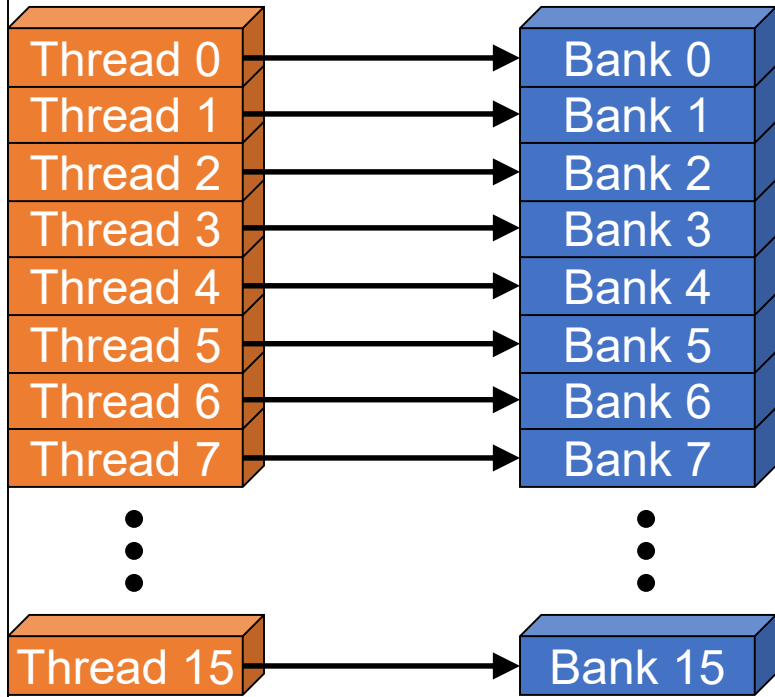 Thread 0
Bank 0
Thread 1
Bank 1
Thread 2
Bank 2
Thread 3
Bank 3
Thread 4
Bank 4
Thread 5
Bank 5
Thread 6
Bank 6
Thread 7
Bank 7
Thread 15
Bank 15